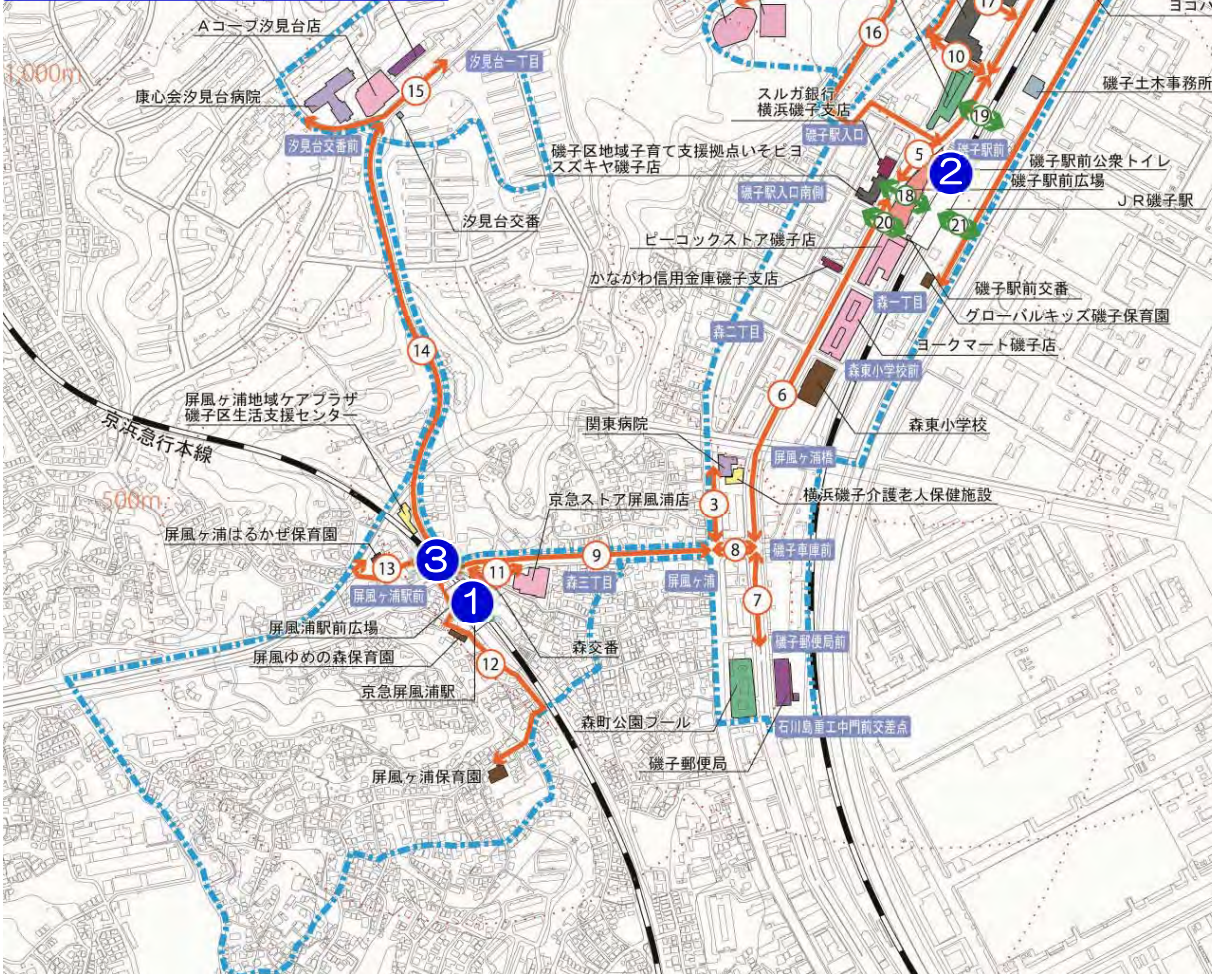 Aコープ汐見台店
17
ヨコハ
16
汐見台一丁目
10
1,000m
15
康心会汐見台病院
スルガ銀行
横浜磯子支店
磯子土木事務所
19
汐見台交番前
磯子駅入口
磯子区地域子育て支援拠点いそピヨ
スズキヤ磯子店
5
磯子駅前
2
磯子駅前公衆トイレ
磯子駅前広場
磯子駅入口南側
18
JR磯子駅
汐見台交番
20
21
ピーコックストア磯子店
かながわ信用金庫磯子支店
磯子駅前交番
森一丁目
グローバルキッズ磯子保育園
森二丁目
ヨークマート磯子店
14
森東小学校前
屏風ヶ浦地域ケアプラザ
磯子区生活支援センター
6
京浜急行本線
関東病院
森東小学校
屏風ヶ浦橋
500m
京急ストア屏風浦店
3
横浜磯子介護老人保健施設
屏風ヶ浦はるかぜ保育園
3
9
8
磯子車庫前
13
11
森三丁目
屏風ヶ浦
屏風ヶ浦駅前
1
7
屏風浦駅前広場
森交番
磯子郵便局前
屏風ゆめの森保育園
12
京急屏風浦駅
森町公園プール
石川島重工中門前交差点
磯子郵便局
屏風ヶ浦保育園